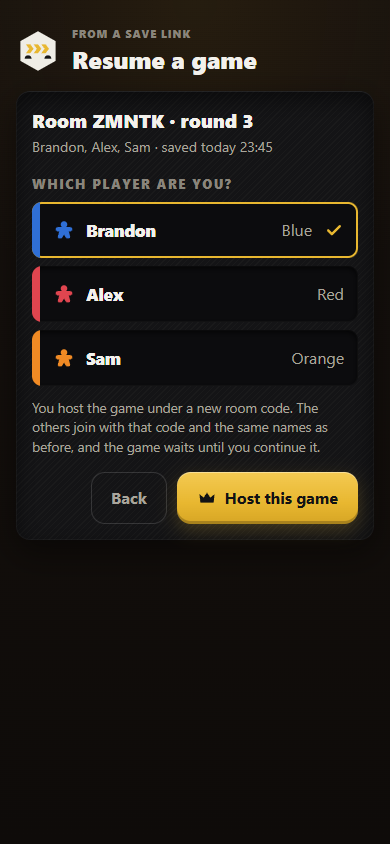 FROM A SAVE LINK
Resume a game
Room ZMNTK · round 3
Brandon, Alex, Sam · saved today 23:45
WHICH PLAYER ARE YOU?
Brandon Blue
Alex Red
Sam Orange
You host the game under a new room code. The
others join with that code and the same names as
before, and the game waits until you continue it.
Back Host this game